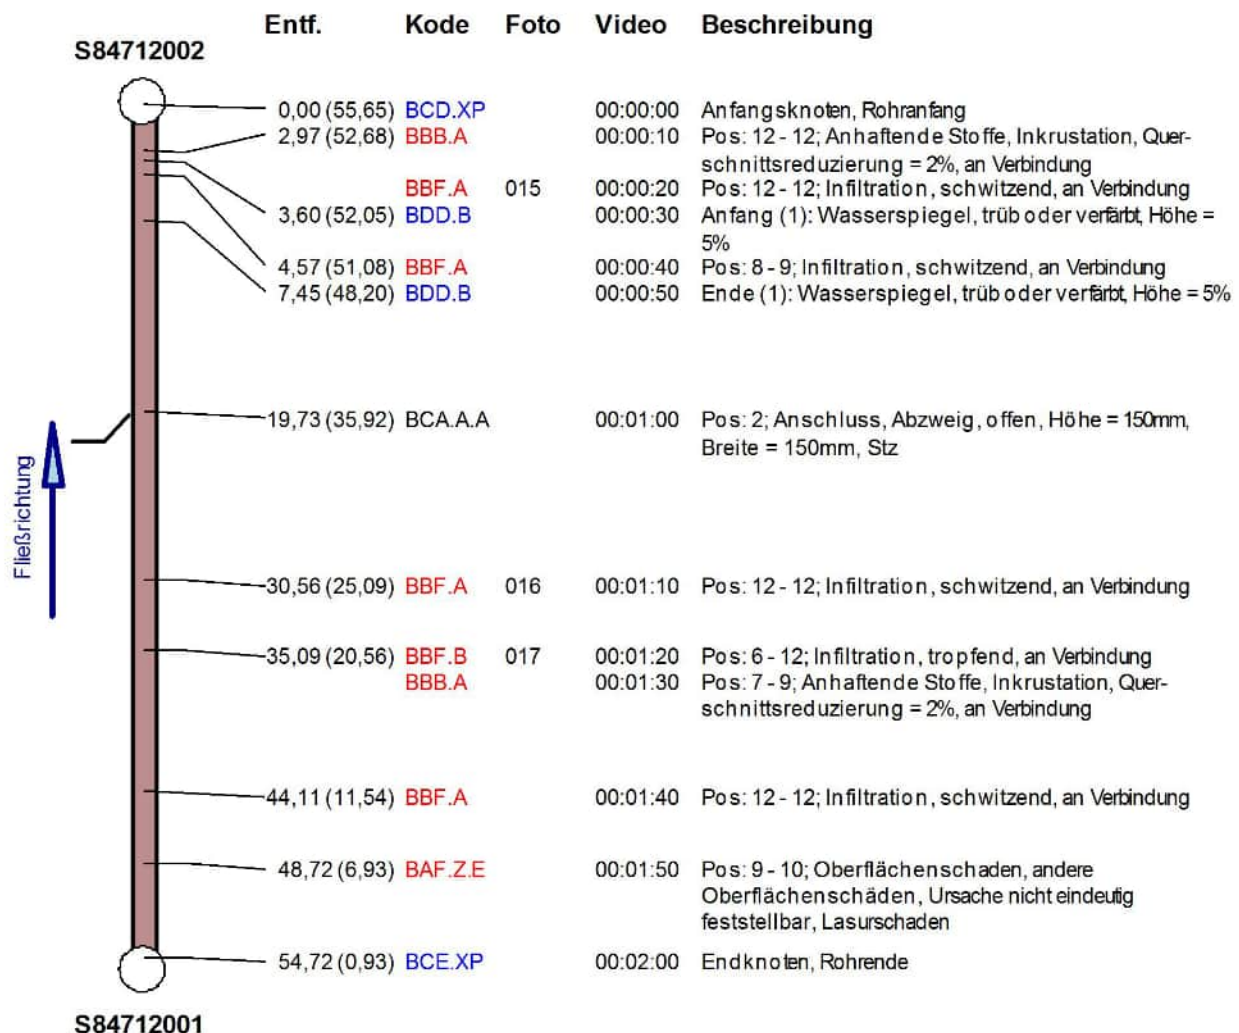 Entf. Kode Foto Video Beschreibung
S84712002
0,00 (55,65) BCD.XP 00:00:00 Anfangsknoten, Rohranfang
2,97 (52,68) BBB.A 00:00:10 Pos: 12 - 12; Anhaftende Stoffe, Inkrustation, Quer-
schnittsreduzierung = 2%, an Verbindung
BBF.A 015 00:00:20 Pos: 12 - 12; Infiltration, schwitzend, an Verbindung
3,60 (52,05) BDD.B 00:00:30 Anfang (1): Wasserspiegel, trüb oder verfärbt, Höhe =
5%
4,57 (51,08) BBF.A 00:00:40 Pos: 8 - 9; Infiltration, schwitzend, an Verbindung
7,45 (48,20) BDD.B 00:00:50 Ende (1): Wasserspiegel, trüb oder verfärbt, Höhe = 5%
19,73 (35,92) BCA.A.A 00:01:00 Pos: 2; Anschluss, Abzweig, offen, Höhe = 150mm,
Breite = 150mm, Stz
Fließrichtung
30,56 (25,09) BBF.A 016 00:01:10 Pos: 12 - 12; Infiltration, schwitzend, an Verbindung
35,09 (20,56) BBF.B 017 00:01:20 Pos: 6 - 12; Infiltration, tropfend, an Verbindung
BBB.A 00:01:30 Pos: 7 - 9; Anhaftende Stoffe, Inkrustation, Quer-
schnittsreduzierung = 2%, an Verbindung
44,11 (11,54) BBF.A 00:01:40 Pos: 12 - 12; Infiltration, schwitzend, an Verbindung
48,72 (6,93) BAF.Z.E 00:01:50 Pos: 9 - 10; Oberflächenschaden, andere
Oberflächenschäden, Ursache nicht eindeutig
feststellbar, Lasurschaden
54,72 (0,93) BCE.XP 00:02:00 Endknoten, Rohrende
S84712001